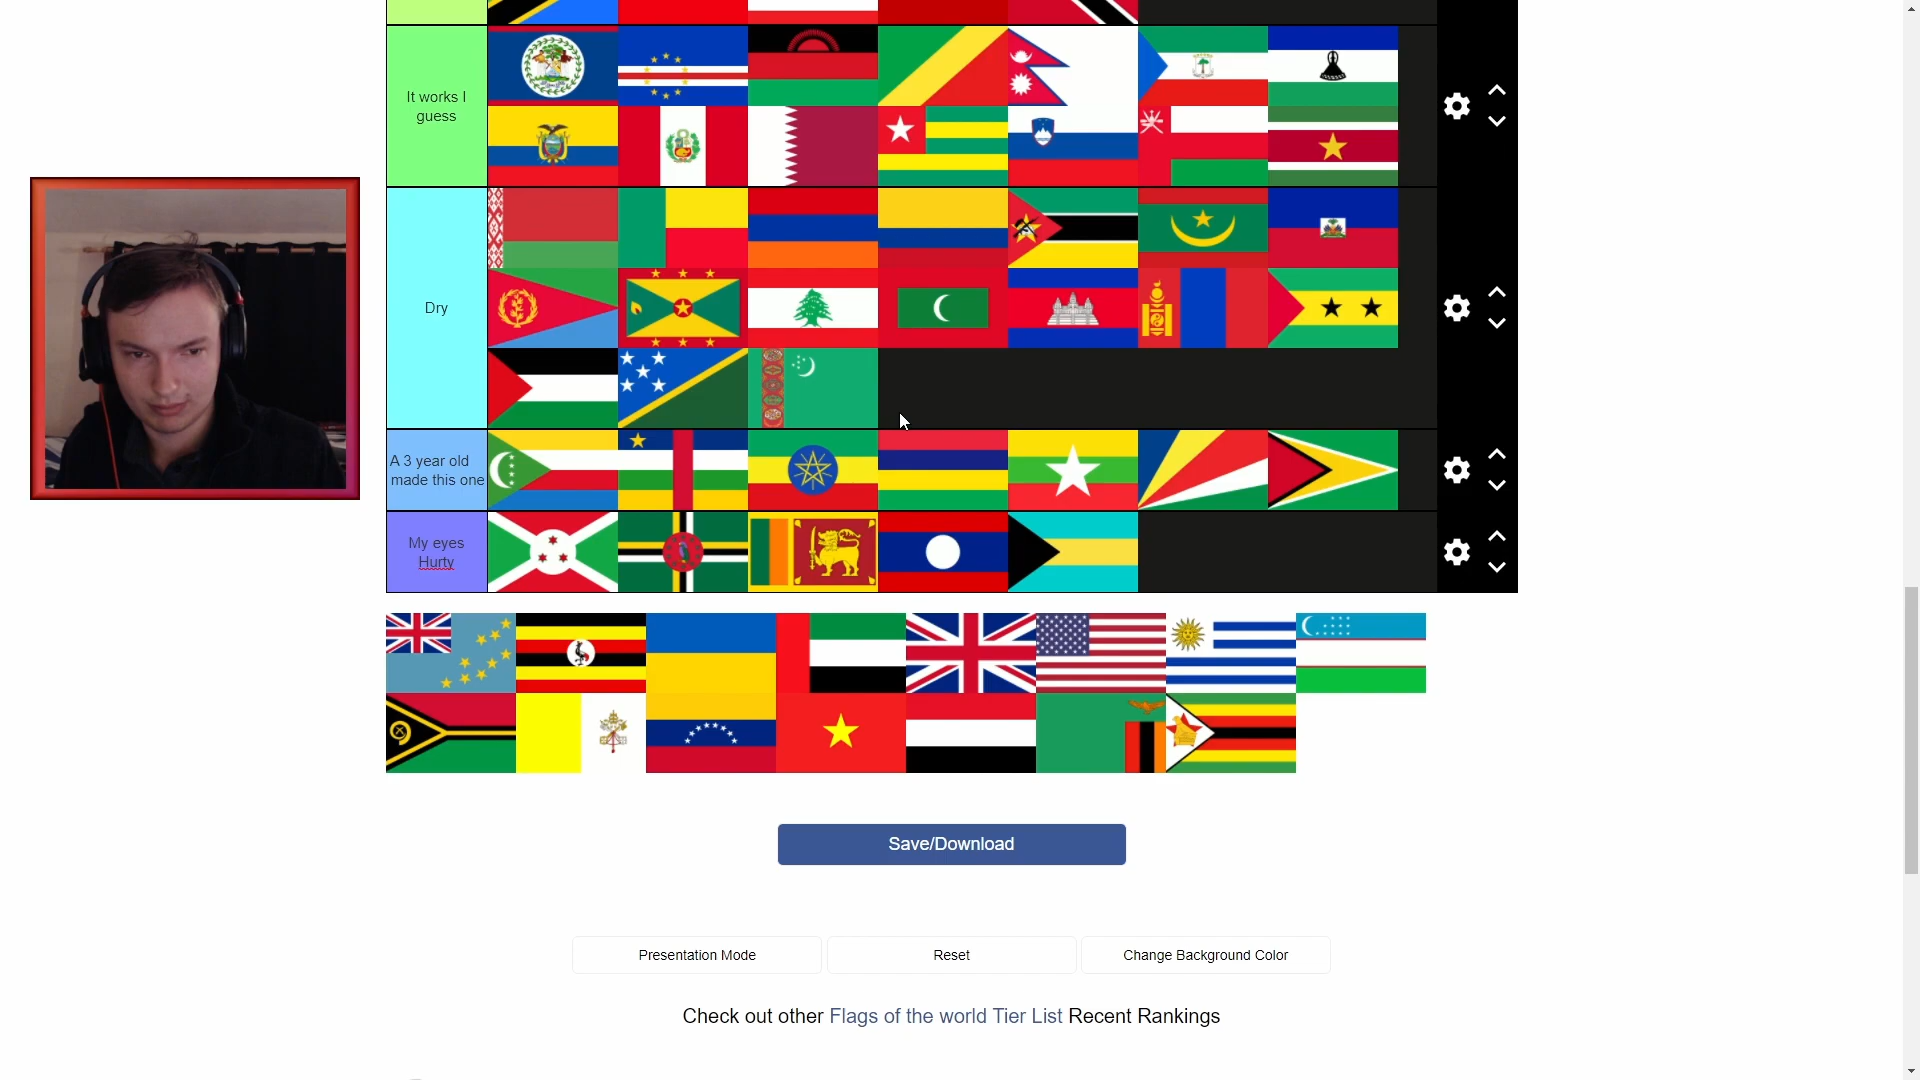 It works I
guess
Dry
A 3 year old
made this one
My eyes
Hurty
Save/Download
Presentation Mode
Reset
Change Background Color
Check out other Flags of the world Tier List Recent Rankings